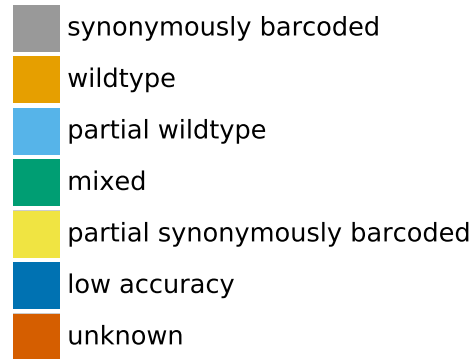 synonymously barcoded
wildtype
partial wildtype
mixed
partial synonymously barcoded
low accuracy
unknown